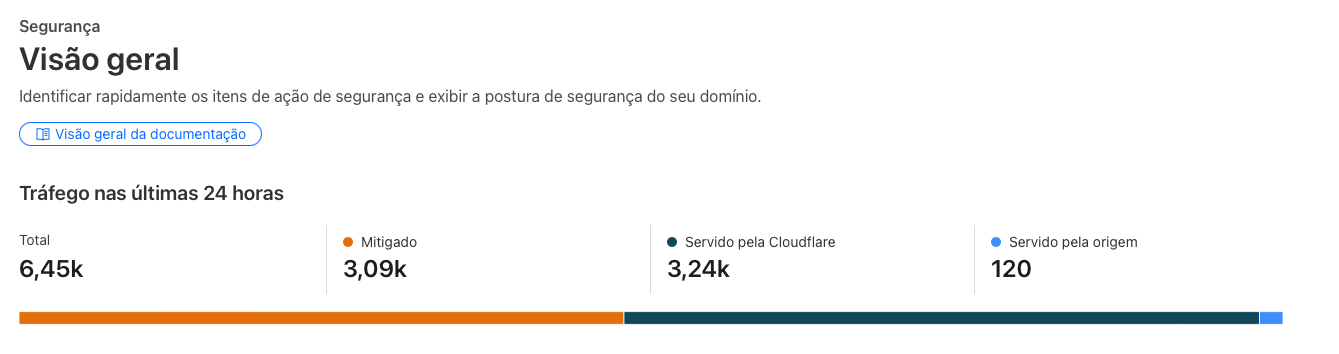 Segurança
Visão geral
Identificar rapidamente os itens de ação de segurança e exibir a postura de segurança do seu domínio.
Visão geral da documentação
Tráfego nas últimas 24 horas
Total
6,45k
Mitigado
3,09k
Servido pela Cloudflare
3,24k
Servido pela origem
120